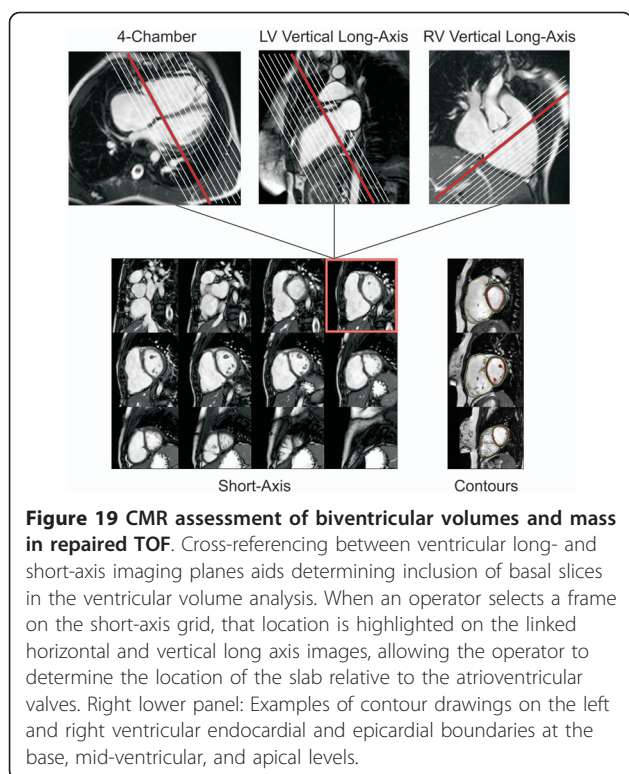 4-Chamber LV Vertical Long-Axis RV Vertical Long-Axis
Short-Axis Contours
Figure 19 CMR assessment of biventricular volumes and mass
in repaired TOF. Cross-referencing between ventricular long- and
short-axis imaging planes aids determining inclusion of basal slices
in the ventricular volume analysis. When an operator selects a frame
on the short-axis grid, that location is highlighted on the linked
horizontal and vertical long axis images, allowing the operator to
determine the location of the slab relative to the atrioventricular
valves. Right lower panel: Examples of contour drawings on the left
and right ventricular endocardial and epicardial boundaries at the
base, mid-ventricular, and apical levels.